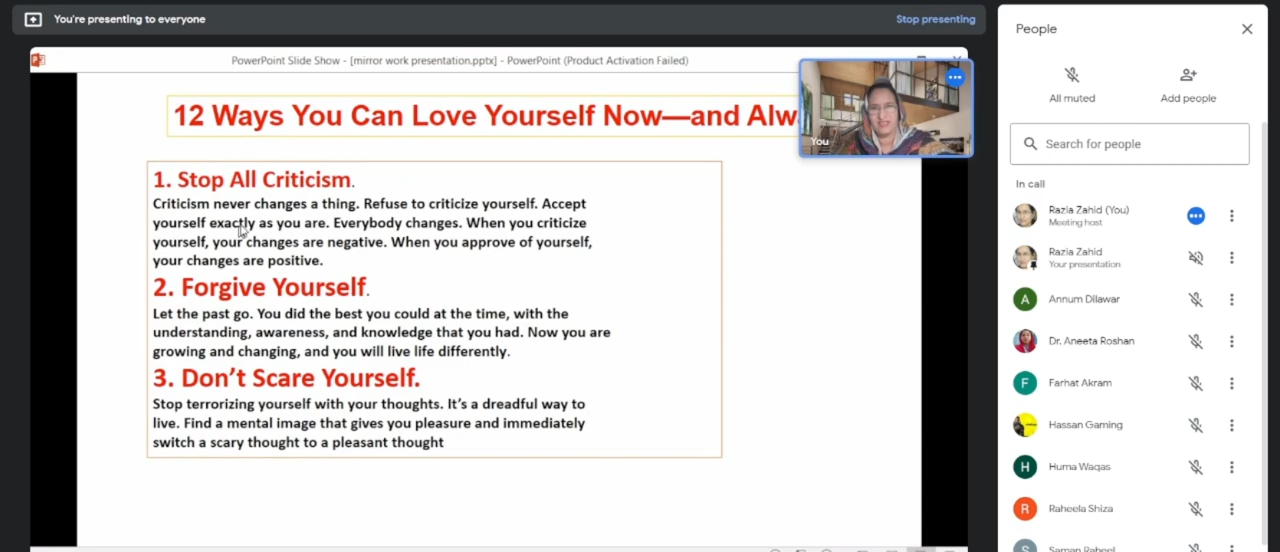 You're presenting to everyone
Stop presenting
PowerPoint Slide Show - [mirror work presentation.pptx] - PowerPoint (Product Activation Failed)
12 Ways You Can Love Yourself Now—and Alw
You
1. Stop All Criticism.
Criticism never changes a thing. Refuse to criticize yourself. Accept
yourself exactly as you are. Everybody changes. When you criticize
yourself, your changes are negative. When you approve of yourself,
your changes are positive.
2. Forgive Yourself.
Let the past go. You did the best you could at the time, with the
understanding, awareness, and knowledge that you had. Now you are
growing and changing, and you will live life differently.
3. Don't Scare Yourself.
Stop terrorizing yourself with your thoughts. It's a dreadful way to
live. Find a mental image that gives you pleasure and immediately
switch a scary thought to a pleasant thought
People
All muted
Add people
Search for people
In call
Razia Zahid (You)
Meeting host
Razia Zahid
Your presentation
A
Annum Dilawar
Dr. Aneeta Roshan
F
Farhat Akram
Hassan Gaming
H
Huma Waqas
R
Raheela Shiza
Saman Raheel